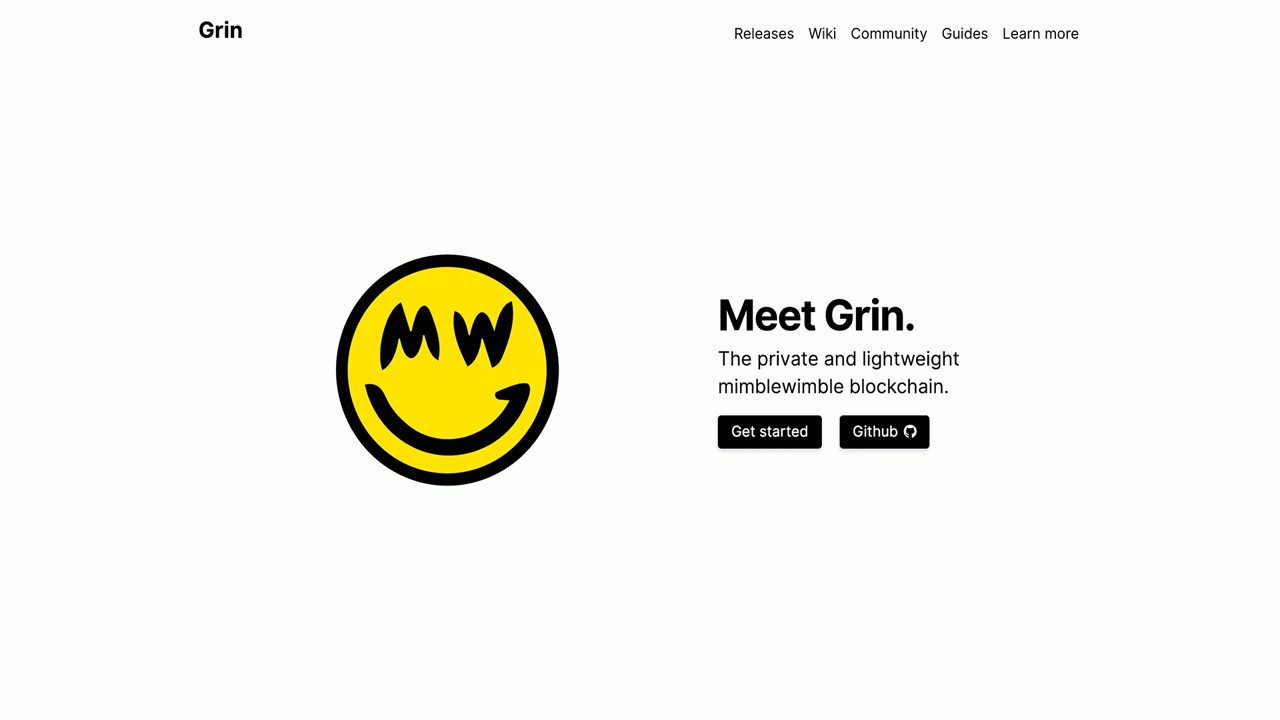 Grin
Releases Wiki Community Guides Learn more
MW
Meet Grin.
The private and lightweight
mimblewimble blockchain.
Get started Github